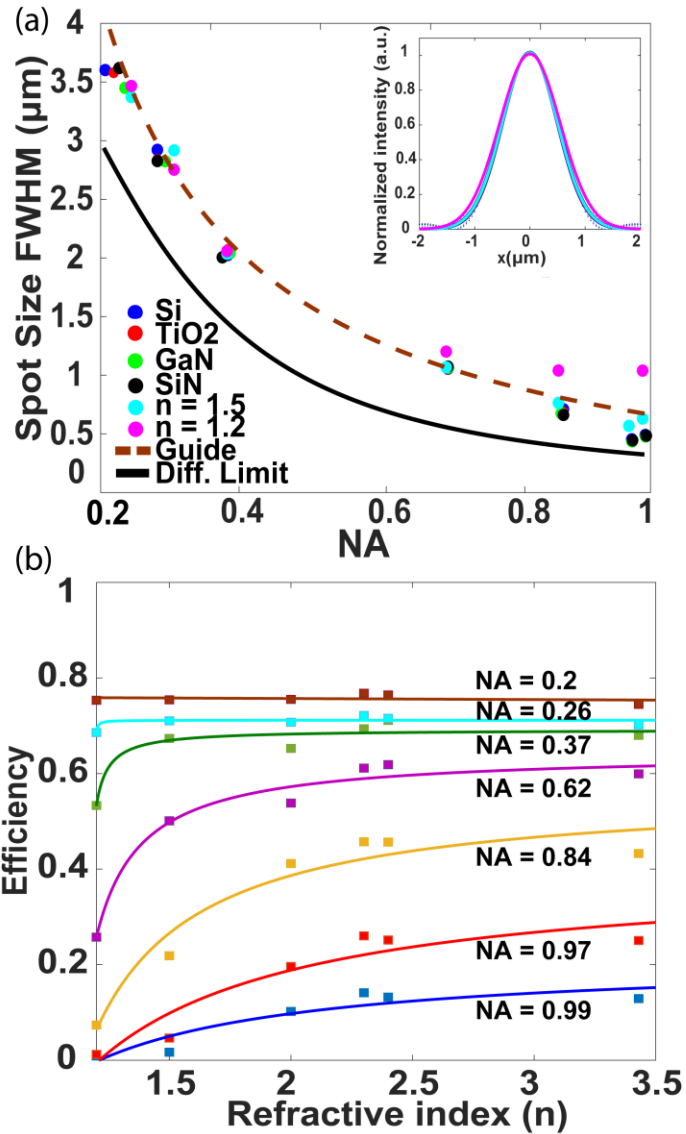 (a)
Spot Size FWHM (μm)
4
3.5
3
2.5
2
1.5
1
0.5
0
0.2
0.4
0.6
0.8
1
NA
Si
TiO2
GaN
SiN
n = 1.5
n = 1.2
Guide
Diff. Limit
Normalized intensity (a.u.)
1
0.8
0.6
0.4
0.2
0
-2
-1
0
1
2
x(μm)
(b)
Efficiency
1
0.8
0.6
0.4
0.2
0
1.5
2
2.5
3
3.5
Refractive index (n)
NA = 0.2
NA = 0.26
NA = 0.37
NA = 0.62
NA = 0.84
NA = 0.97
NA = 0.99